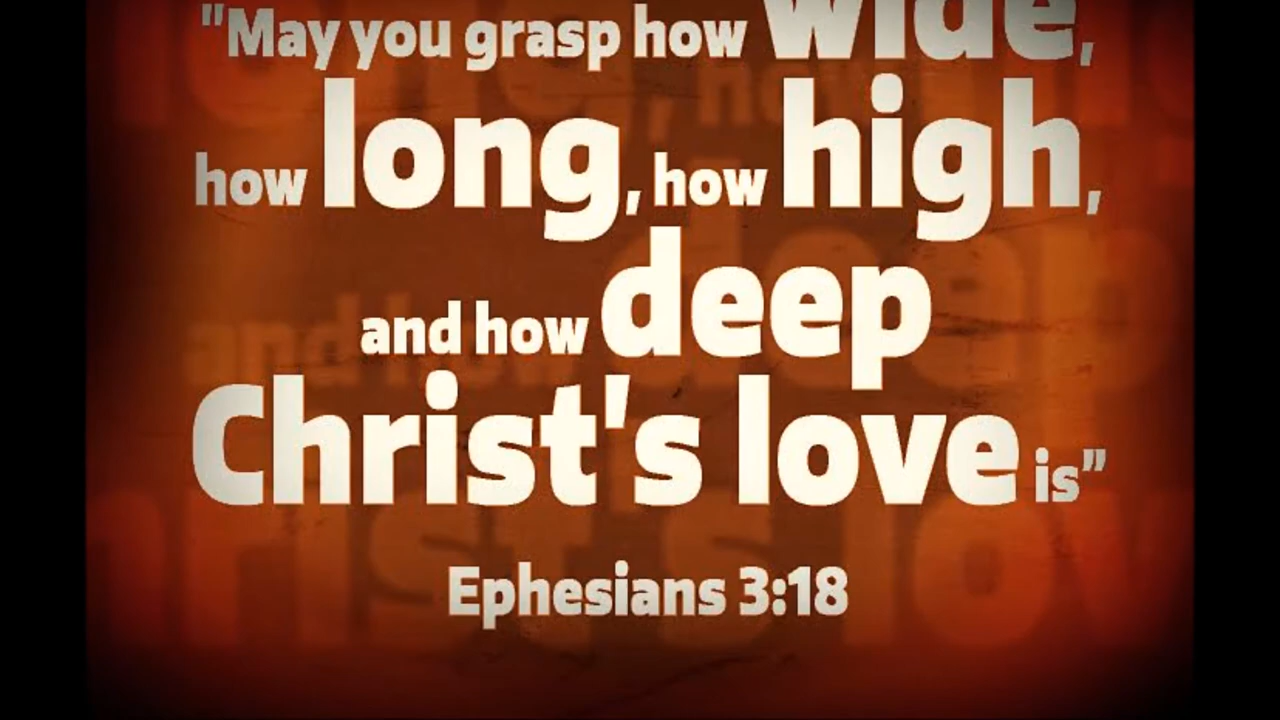 "May you grasp how wide,
how long, how high,
and how deep
Christ's love is”
Ephesians 3:18